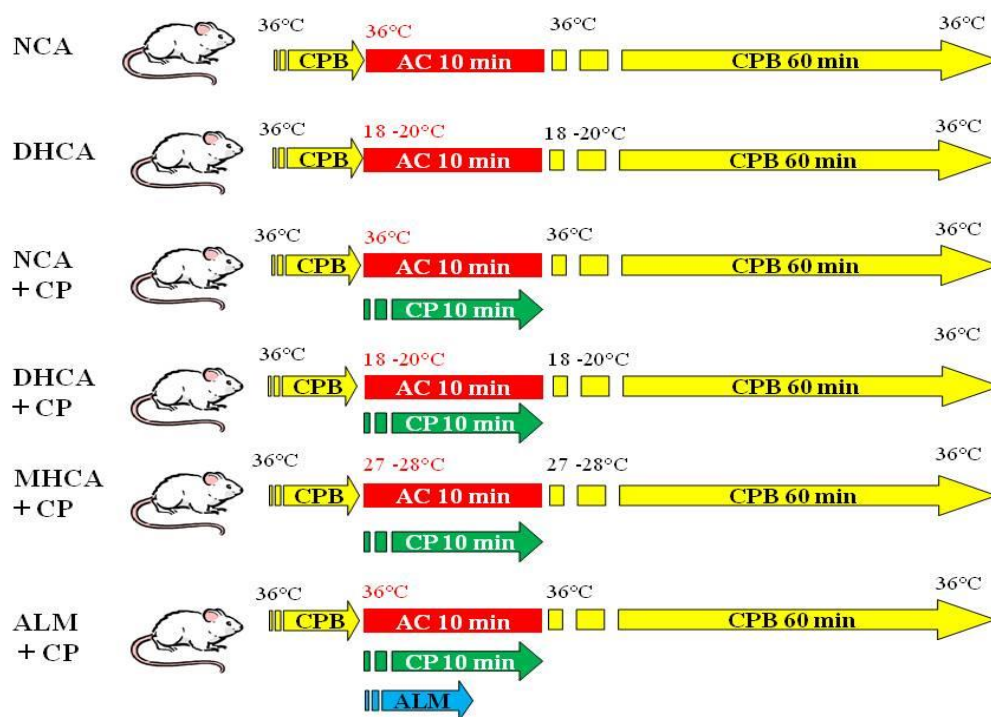 36°C 36°C 36°C 36°C
NCA CPB AC 10 min CPB 60 min
36°C 18 -20°C 18 -20°C 36°C
DHCA CPB AC 10 min CPB 60 min
36°C 36°C 36°C 36°C
NCA CPB AC 10 min CPB 60 min
+ CP CP 10 min
36°C 18 -20°C 18 -20°C 36°C
DHCA CPB AC 10 min CPB 60 min
+ CP CP 10 min
36°C 27 -28°C 27 -28°C 36°C
MHCA CPB AC 10 min CPB 60 min
+ CP CP 10 min
36°C 36°C 36°C 36°C
ALM CPB AC 10 min CPB 60 min
+ CP CP 10 min
ALM